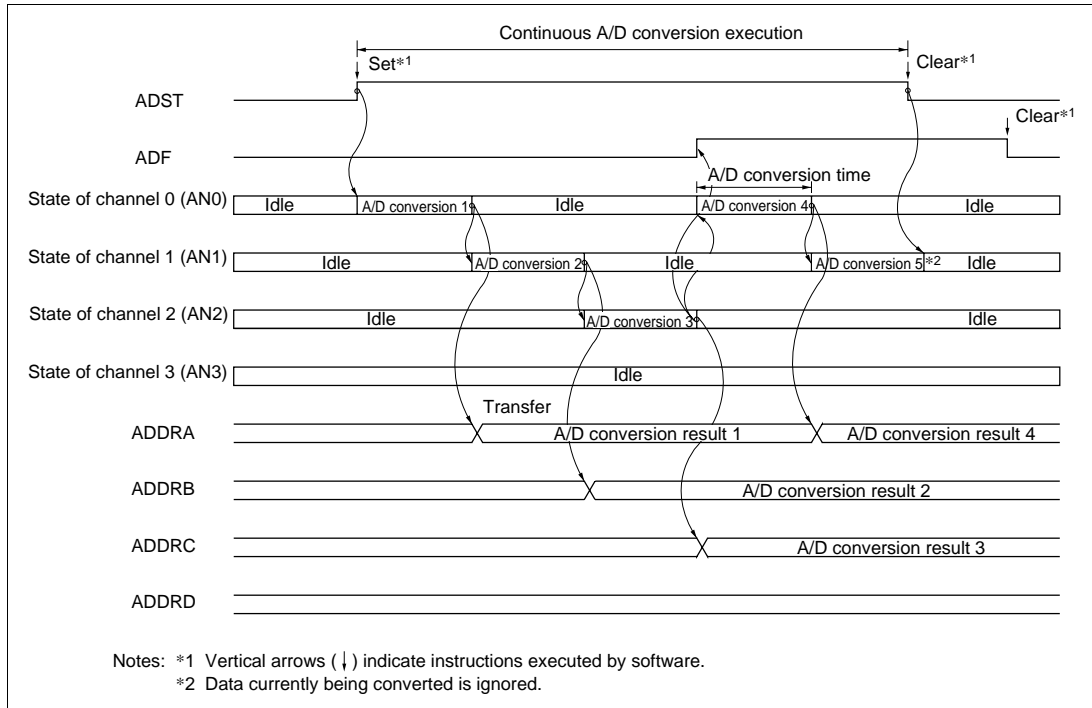 Continuous A/D conversion execution
Set*1
Clear*1
ADST
Clear*1
ADF
A/D conversion time
State of channel 0 (AN0)
Idle
A/D conversion 1
Idle
A/D conversion 4
Idle
State of channel 1 (AN1)
Idle
A/D conversion 2
Idle
A/D conversion 5
*2
Idle
State of channel 2 (AN2)
Idle
A/D conversion 3
Idle
State of channel 3 (AN3)
Idle
Transfer
ADDRA
A/D conversion result 1
A/D conversion result 4
ADDRB
A/D conversion result 2
ADDRC
A/D conversion result 3
ADDRD
Notes: *1 Vertical arrows (↓) indicate instructions executed by software.
*2 Data currently being converted is ignored.